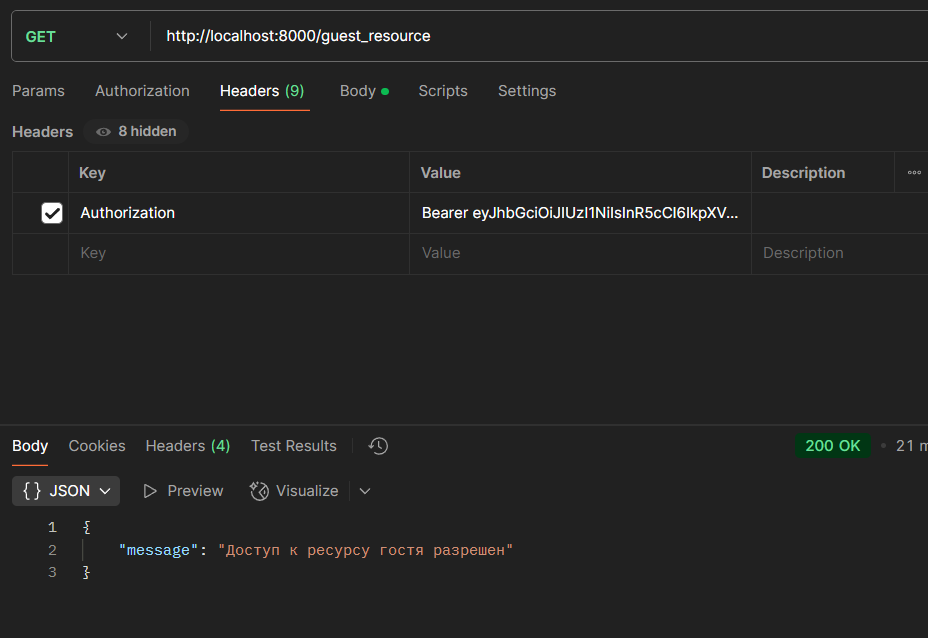 GET http://localhost:8000/guest_resource
Params Authorization Headers (9) Body Scripts Settings
Headers 8 hidden
Key Value Description
Authorization Bearer eyJhbGciOiJIUzI1NiIsInR5cCI6IkpXV...
Key Value Description
Body Cookies Headers (4) Test Results 200 OK 21 m
{} JSON Preview Visualize
1 {
2 "message": "Доступ к ресурсу гостя разрешен"
3 }